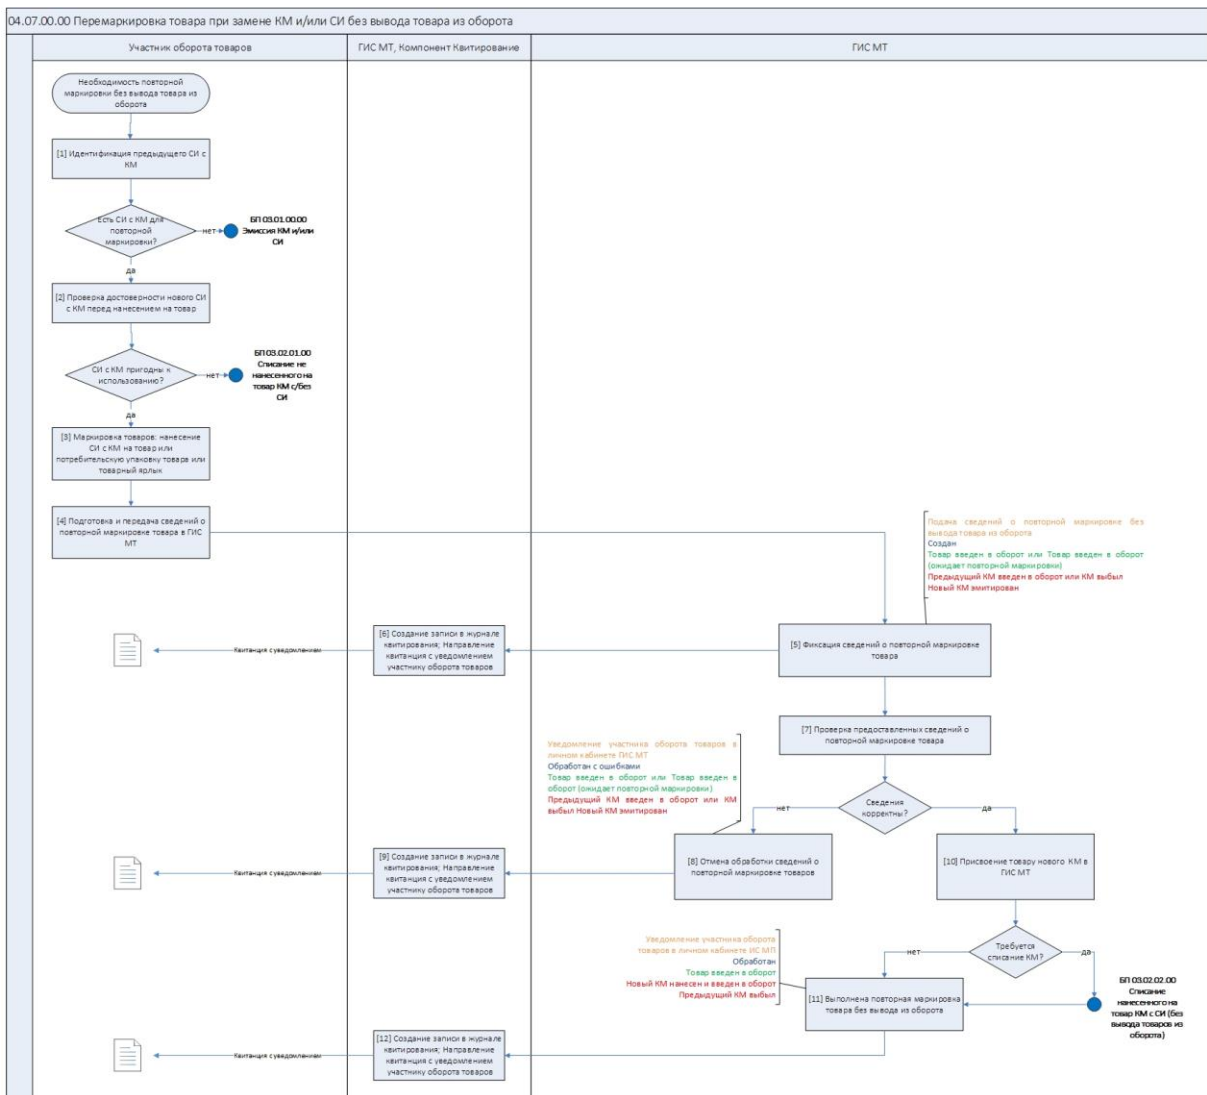 04.07.00.00 Перемаркировка товара при замене КМ и/или СИ без вывода товара из оборота
Участник оборота товаров
ГИС МТ, Компонент Квитирование
ГИС МТ
Необходимость повторной
маркировки без вывода товара из
оборота
[1] Идентификация предыдущего СИ с
КМ
Есть СИ с КМ для
повторной
маркировки?
нет
БП 03.01.00.00
Эмиссия КМ и/или
СИ
да
[2] Проверка достоверности нового СИ
с КМ перед нанесением на товар
СИ с КМ пригодны к
использованию?
нет
БП 03.02.01.00
Списание не
нанесенного на
товар КМ с/без
СИ
да
[3] Маркировка товаров: нанесение
СИ с КМ на товар или
потребительскую упаковку товара или
товарный ярлык
[4] Подготовка и передача сведений о
повторной маркировке товара в ГИС
МТ
Подача сведений о повторной маркировке без
вывода товара из оборота
Создан
Товар введен в оборот или Товар введен в оборот
(ожидает повторной маркировки)
Предыдущий КМ введен в оборот или КМ выбыл
Новый КМ эмитирован
[5] Фиксация сведений о повторной маркировке
товара
[6] Создание записи в журнале
квитирования; Направление
квитанция с уведомлением
участнику оборота товаров
Квитанция с уведомлением
[7] Проверка предоставленных сведений о
повторной маркировке товара
Уведомление участника оборота товаров в
личном кабинете ГИС МТ
Обработан с ошибками
Товар введен в оборот или Товар введен в
оборот (ожидает повторной маркировки)
Предыдущий КМ введен в оборот или КМ
выбыл Новый КМ эмитирован
Сведения
корректны?
нет
да
[8] Отмена обработки сведений о
повторной маркировке товаров
[10] Присвоение товару нового КМ в
ГИС МТ
[9] Создание записи в журнале
квитирования; Направление
квитанция с уведомлением
участнику оборота товаров
Квитанция с уведомлением
Требуется
списание КМ?
нет
да
Уведомление участника оборота
товаров в личном кабинете ИС МП
Обработан
Товар введен в оборот
Новый КМ нанесен и введен в оборот
Предыдущий КМ выбыл
[11] Выполнена повторная маркировка
товара без вывода из оборота
БП 03.02.02.00
Списание
нанесенного на
товар КМ с СИ (без
вывода товаров из
оборота)
[12] Создание записи в журнале
квитирования; Направление
квитанция с уведомлением
участнику оборота товаров
Квитанция с уведомлением